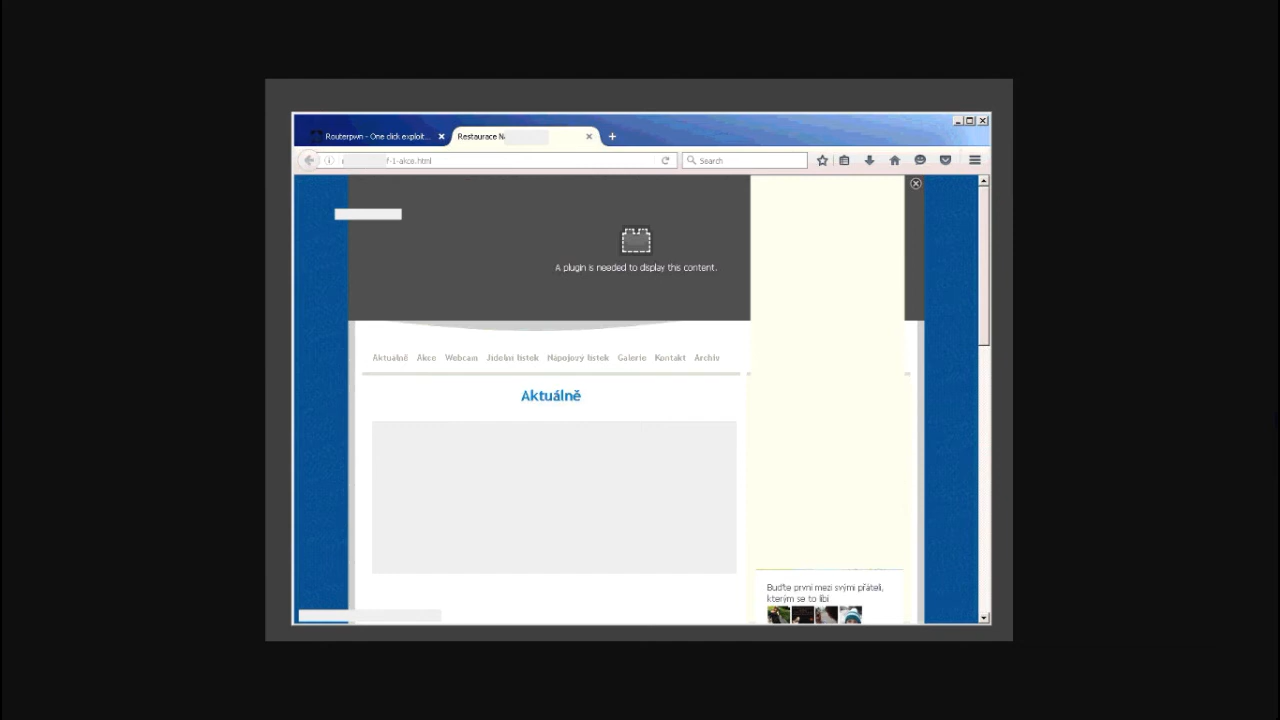 Routerpwn - One click exploit...
Restaurace N
f-1-akce.html
Search
A plugin is needed to display this content.
Aktuálně Akce Webcam Jídelní lístek Nápojový lístek Galerie Kontakt Archiv
Aktuálně
Buďte první mezi svými přáteli,
kterým se to líbí